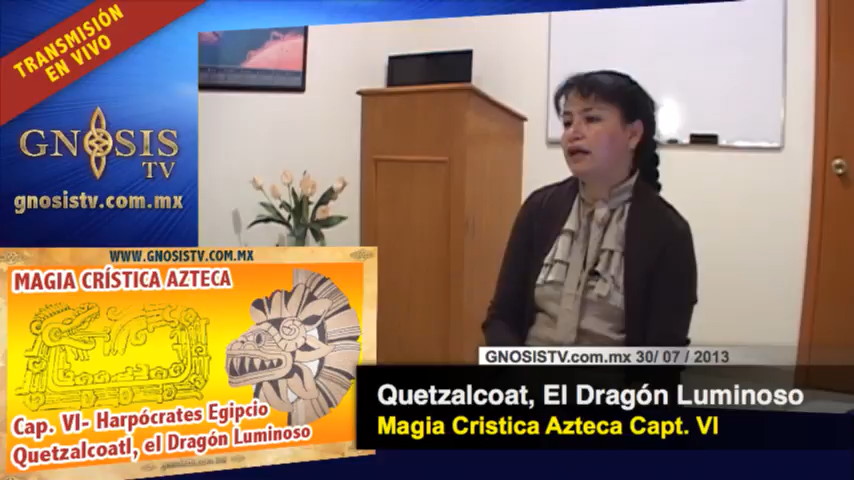 TRANSMISIÓN
EN VIVO
GNOSIS
TV
gnosistv.com.mx
WWW.GNOSISTV.COM.MX
MAGIA CRÍSTICA AZTECA
Cap. VI- Harpócrates Egipcio
Quetzalcoatl, el Dragón Luminoso
GNOSISTV.com.mx 30/ 07 / 2013
Quetzalcoat, El Dragón Luminoso
Magia Cristica Azteca Capt. VI